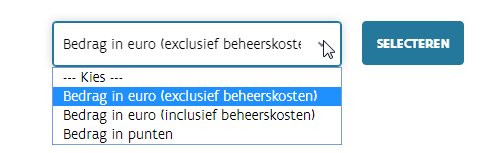 Bedrag in euro (exclusief beheerskoste
SELECTEREN
--- Kies ---
Bedrag in euro (exclusief beheerskosten)
Bedrag in euro (inclusief beheerskosten)
Bedrag in punten